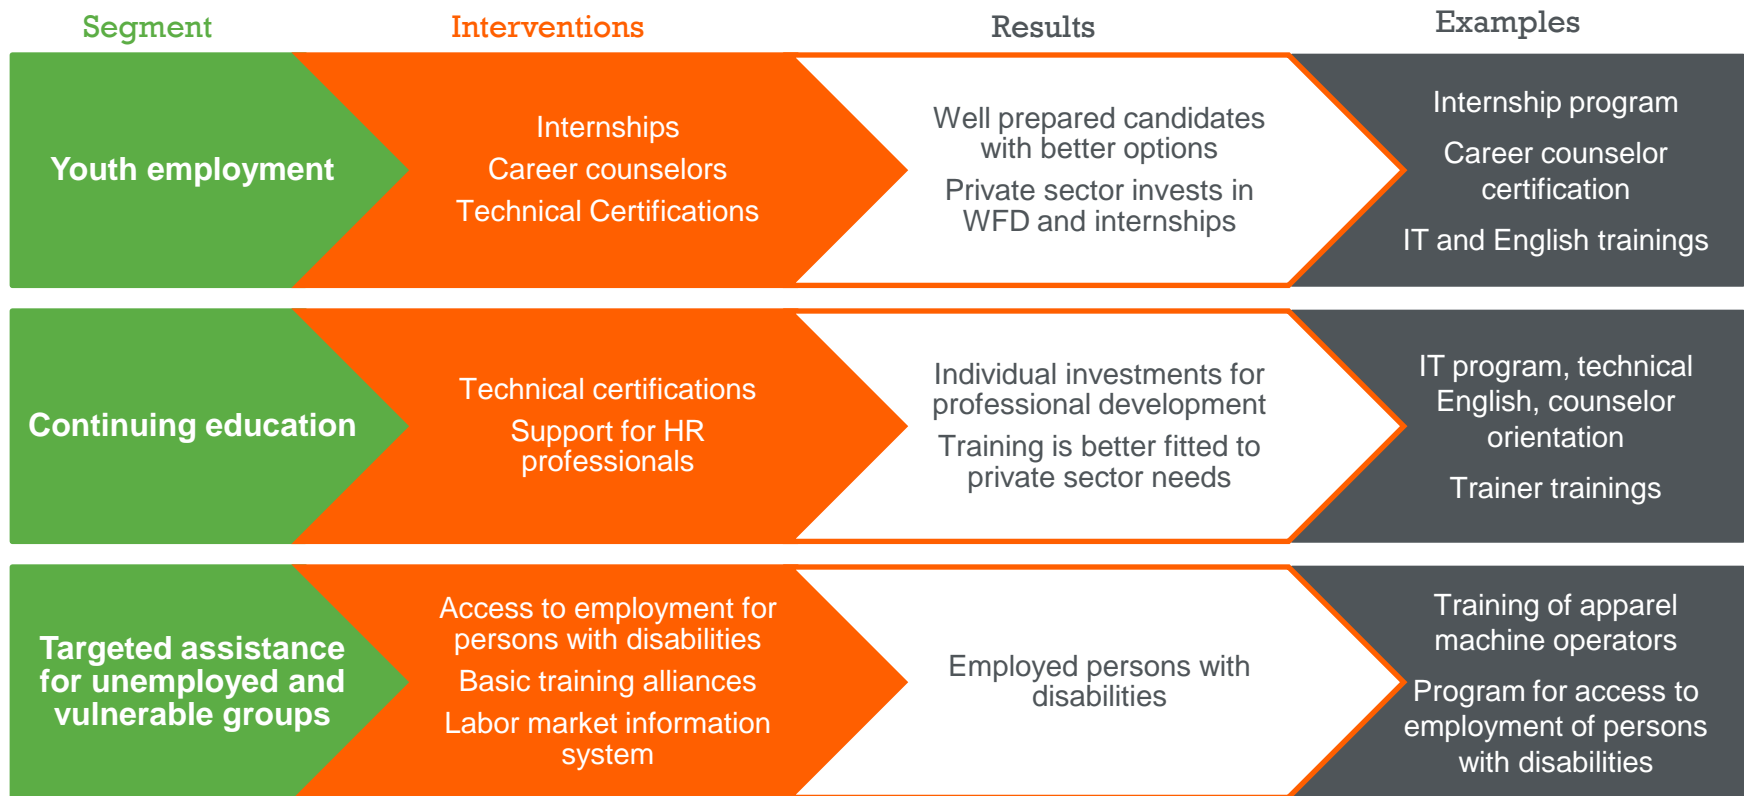 Segment
Interventions
Results
Examples
Youth employment
Internships
Career counselors
Technical Certifications
Well prepared candidates
with better options
Private sector invests in
WFD and internships
Internship program
Career counselor
certification
IT and English trainings
Continuing education
Technical certifications
Support for HR
professionals
Individual investments for
professional development
Training is better fitted to
private sector needs
IT program, technical
English, counselor
orientation
Trainer trainings
Targeted assistance
for unemployed and
vulnerable groups
Access to employment for
persons with disabilities
Basic training alliances
Labor market information
system
Employed persons with
disabilities
Training of apparel
machine operators
Program for access to
employment of persons
with disabilities